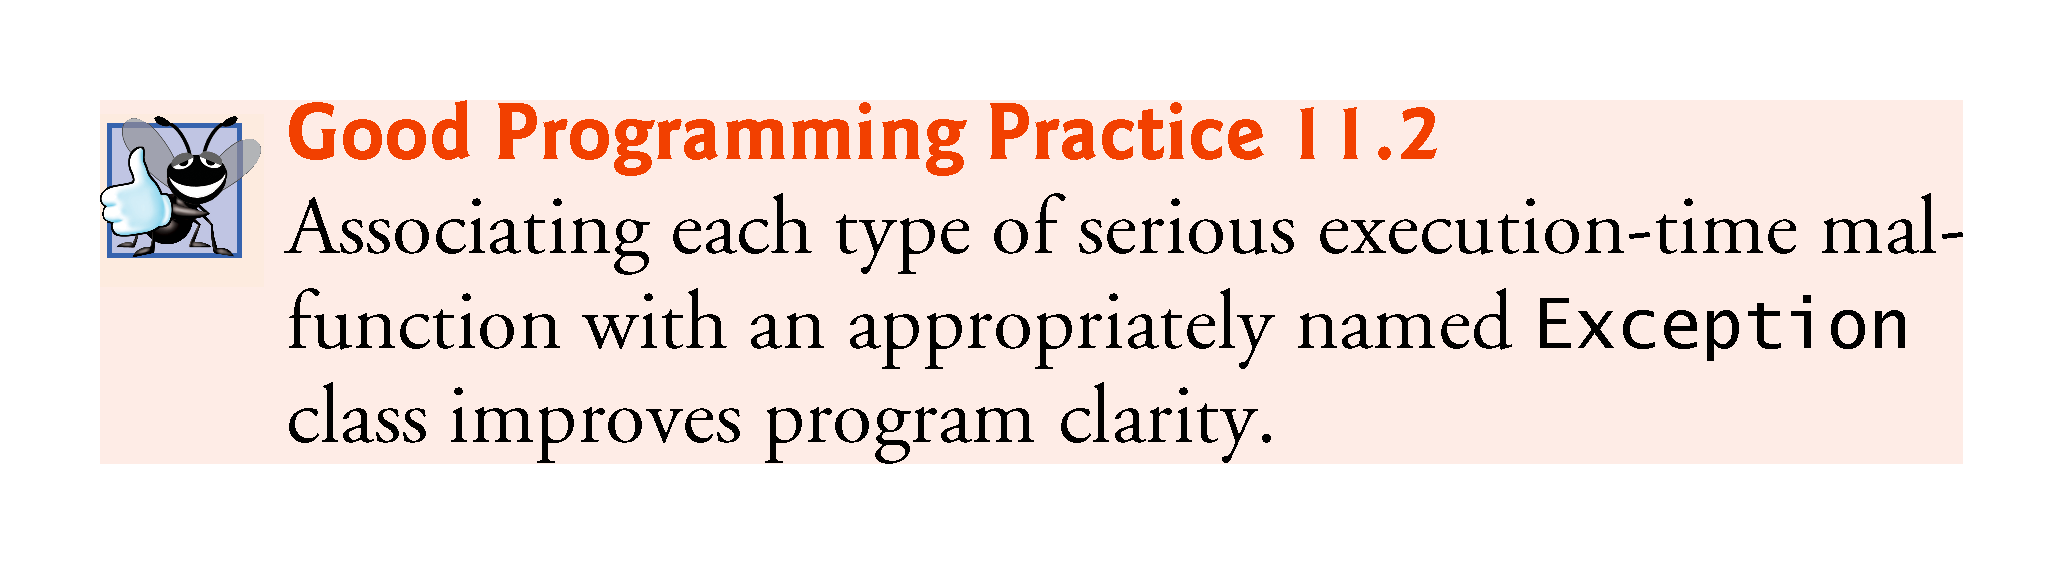 Good Programming Practice 11.2
Associating each type of serious execution-time mal-
function with an appropriately named Exception
class improves program clarity.